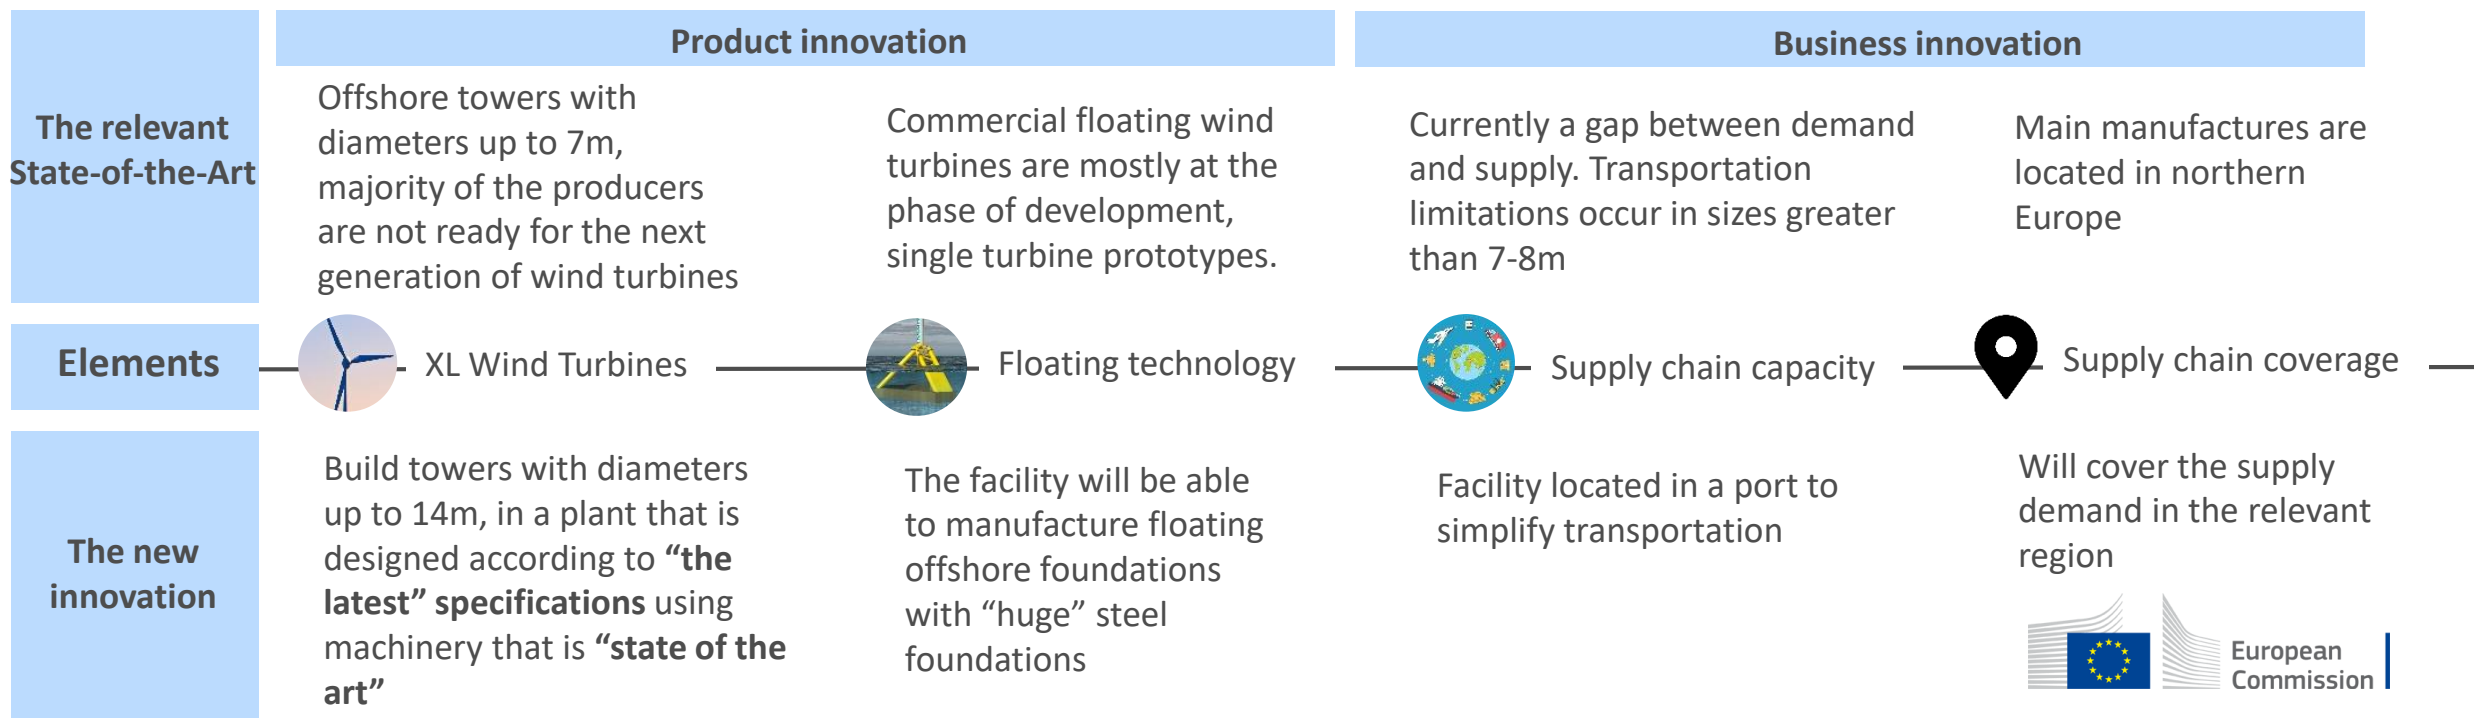 Product innovation
Business innovation
The relevant
State-of-the-Art
Offshore towers with
diameters up to 7m,
majority of the producers
are not ready for the next
generation of wind turbines
Commercial floating wind
turbines are mostly at the
phase of development,
single turbine prototypes.
Currently a gap between demand
and supply. Transportation
limitations occur in sizes greater
than 7-8m
Main manufactures are
located in northern
Europe
Elements
XL Wind Turbines
Floating technology
Supply chain capacity
Supply chain coverage
The new
innovation
Build towers with diameters
up to 14m, in a plant that is
designed according to “the
latest” specifications using
machinery that is “state of the
art”
The facility will be able
to manufacture floating
offshore foundations
with “huge” steel
foundations
Facility located in a port to
simplify transportation
Will cover the supply
demand in the relevant
region
European
Commission